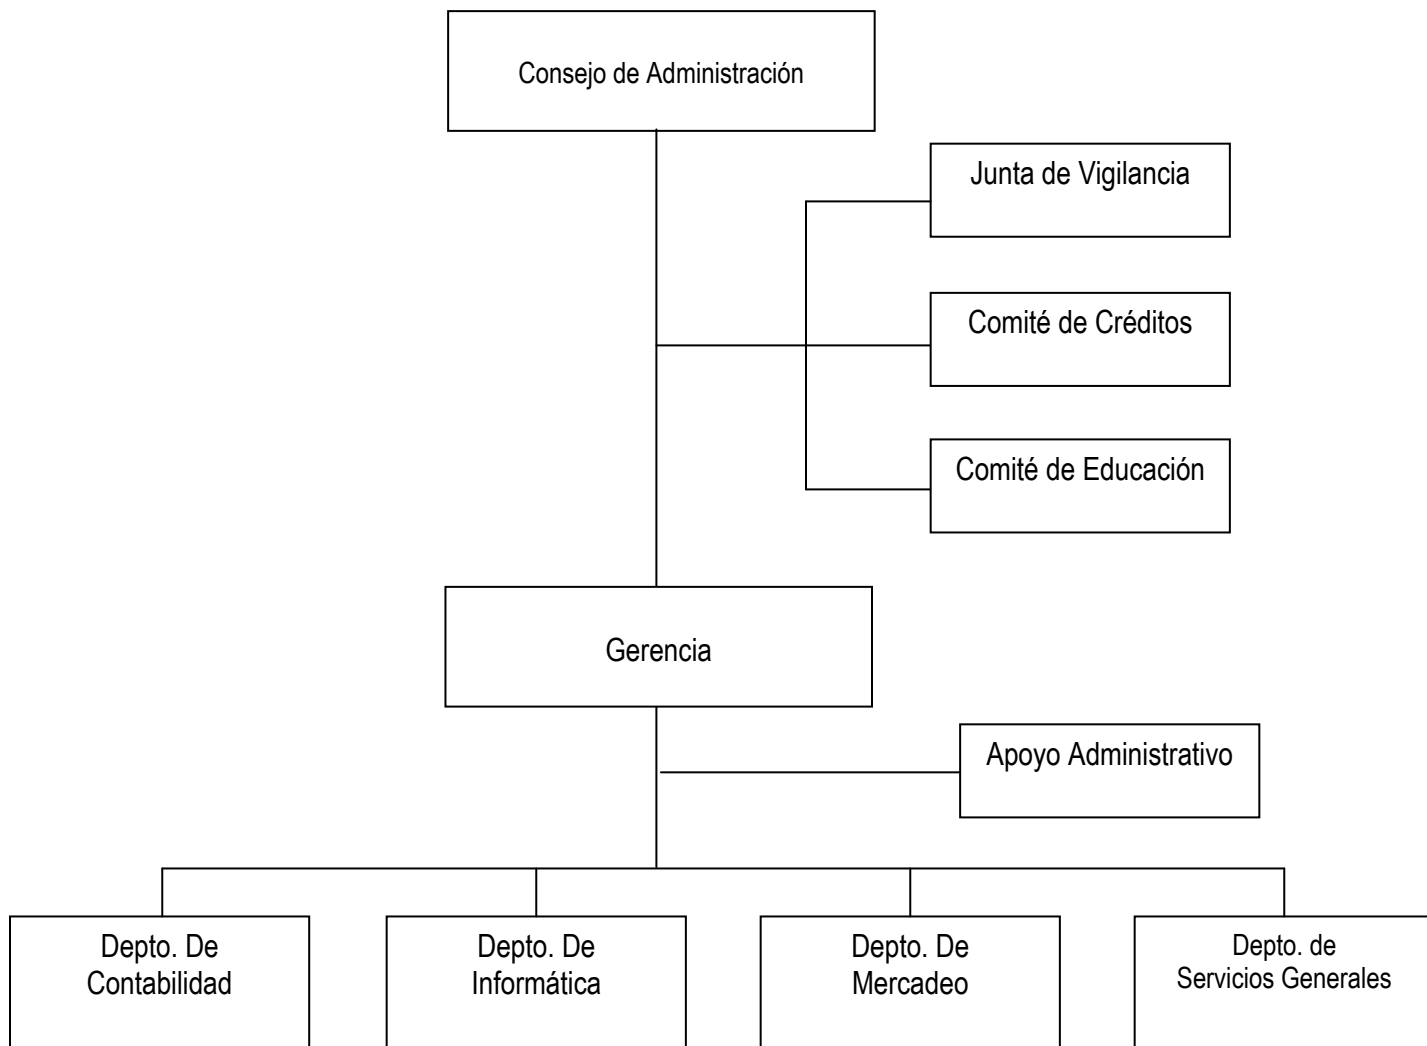 Consejo de Administración
Junta de Vigilancia
Comité de Créditos
Comité de Educación
Gerencia
Apoyo Administrativo
Depto. De
Contabilidad
Depto. De
Informática
Depto. De
Mercadeo
Depto. de
Servicios Generales